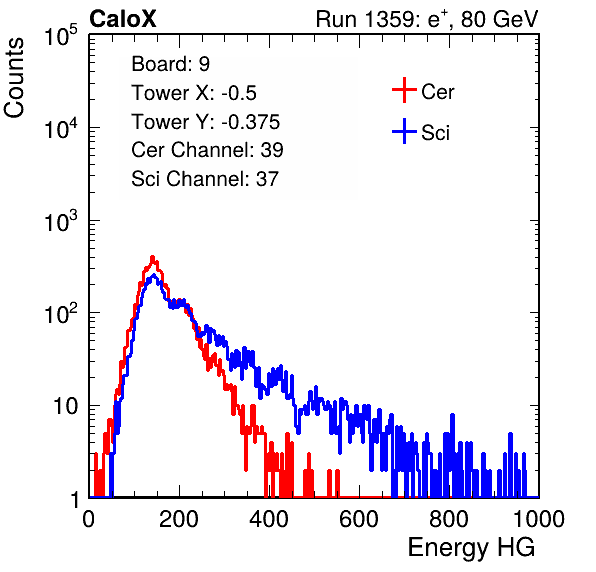 CaloX Run 1359: e⁺, 80 GeV
Counts
Board: 9
Tower X: -0.5
Tower Y: -0.375
Cer Channel: 39
Sci Channel: 37
Cer
Sci
10⁵
10⁴
10³
10²
10
1
0 200 400 600 800 1000
Energy HG